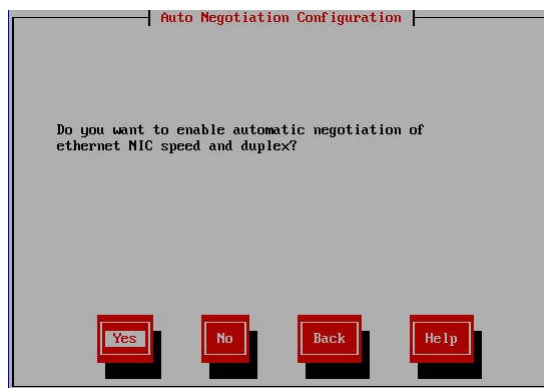 Auto Negotiation Configuration
Do you want to enable automatic negotiation of
ethernet NIC speed and duplex?
Yes No Back Help